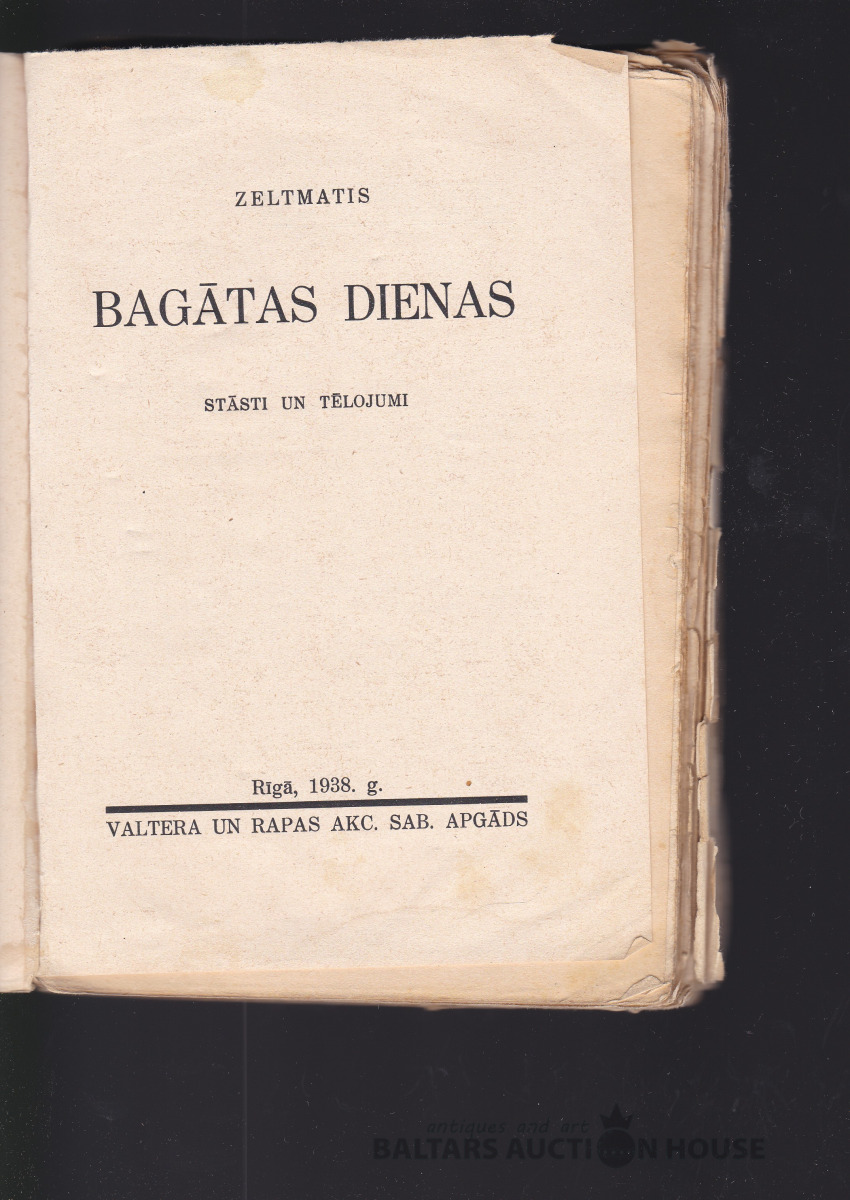 ZELTMATIS
BAGĀTAS DIENAS
STĀSTI UN TĒLOJUMI
Rīgā, 1938. g.
VALTERA UN RAPAS AKC. SAB. APGĀDS
antiques and art
BALTARS AUCTION HOUSE